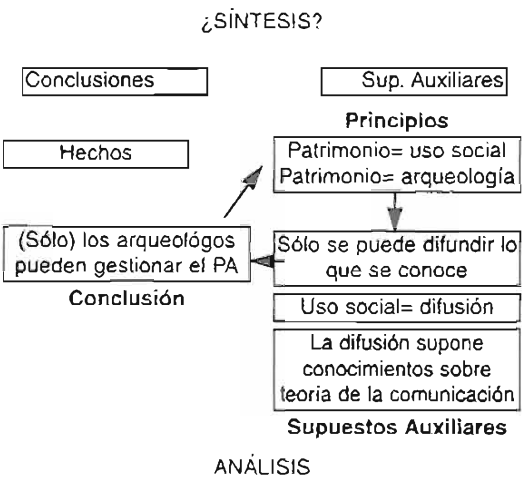 ¿SÍNTESIS?
Conclusiones
Sup. Auxiliares
Principios
Hechos
Patrimonio= uso social
Patrimonio= arqueología
(Sólo) los arqueológos
pueden gestionar el PA
Conclusión
Sólo se puede difundir lo
que se conoce
Uso social= difusión
La difusión supone
conocimientos sobre
teoría de la comunicación
Supuestos Auxiliares
ANÁLISIS